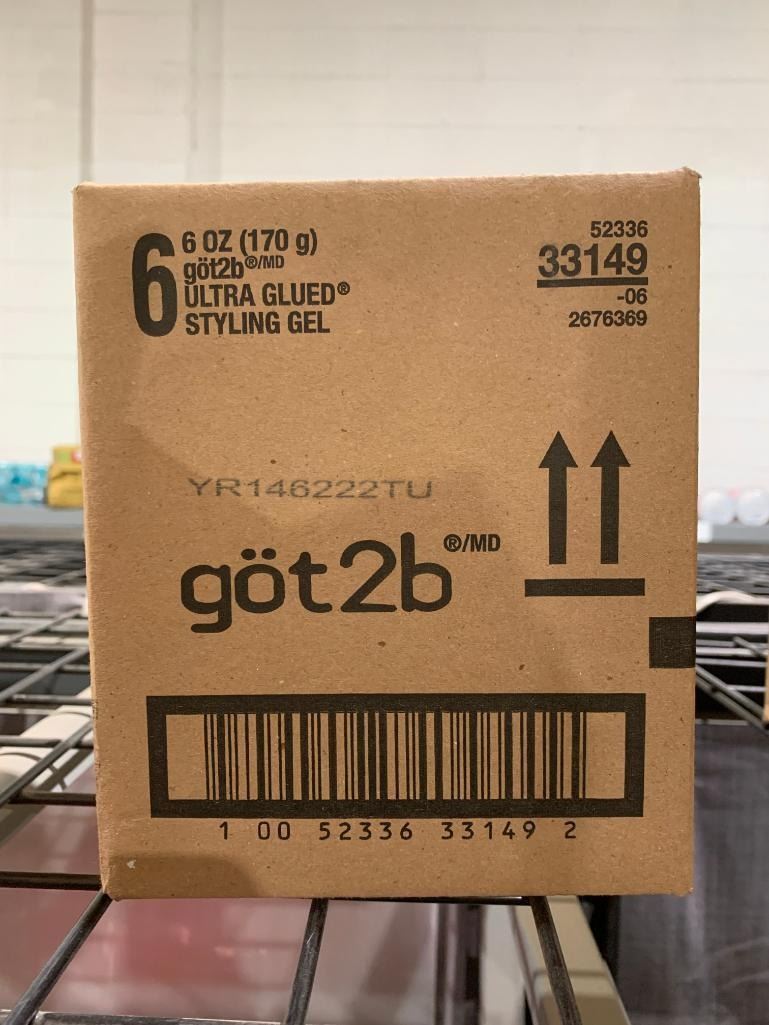 6
6 OZ (170 g)
göt2b®/MD
ULTRA GLUED®
STYLING GEL
52336
33149
-06
2676369
YR146222TU
göt2b®/MD
1 00 52336 33149 2